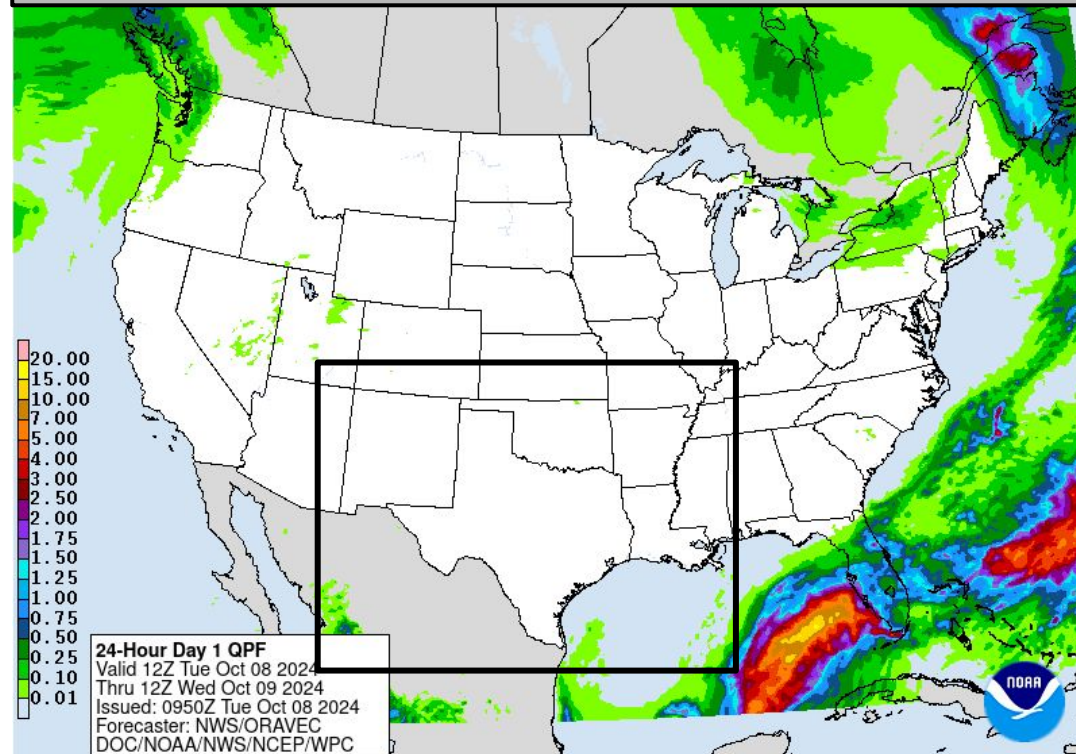 20.00
15.00
10.00
7.00
5.00
4.00
3.00
2.50
2.00
1.75
1.50
1.25
1.00
0.75
0.50
0.25
0.10
0.01
24-Hour Day 1 QPF
Valid 12Z Tue Oct 08 2024
Thru 12Z Wed Oct 09 2024
Issued: 0950Z Tue Oct 08 2024
Forecaster: NWS/ORAVEC
DOC/NOAA/NWS/NCEP/WPC
NOAA